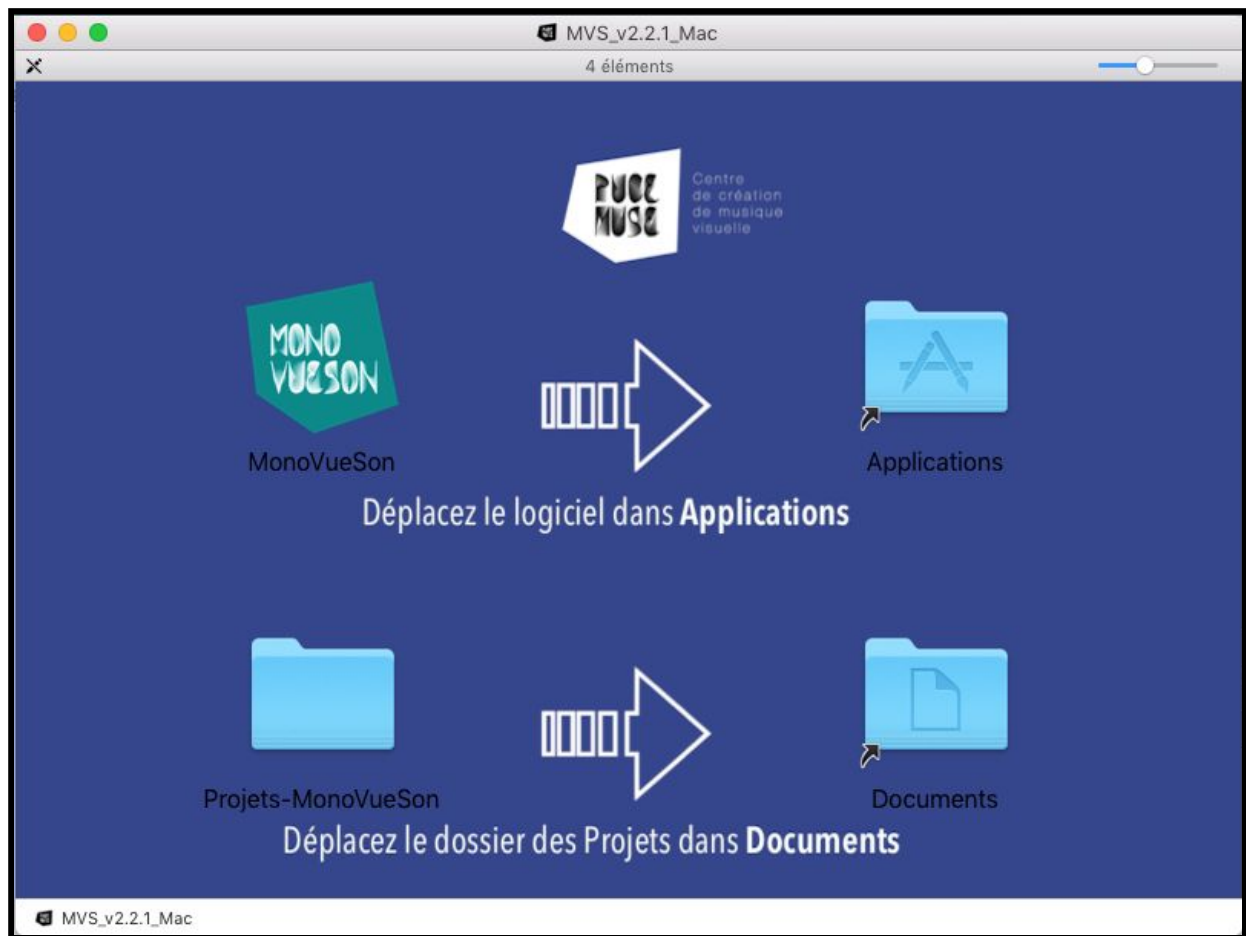 MVS_v2.2.1_Mac
4 éléments
PUCE
MUSE
Centre
de création
de musique
visuelle
MONO
VUESON
MonoVueSon
Applications
Déplacez le logiciel dans Applications
Projets-MonoVueSon
Documents
Déplacez le dossier des Projets dans Documents
MVS_v2.2.1_Mac